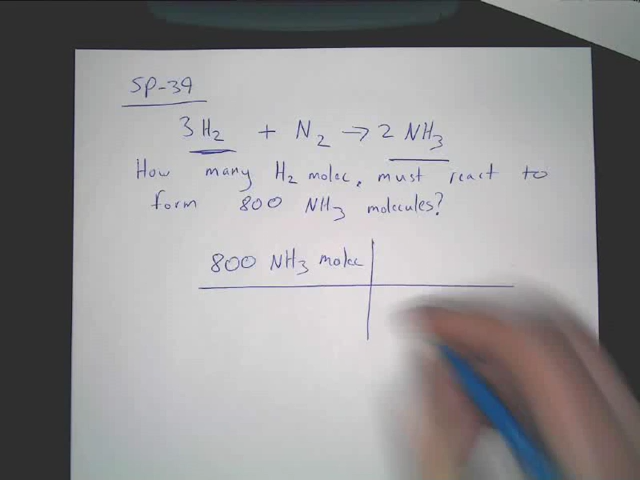 SP-39
3 H₂ + N₂ → 2 NH₃
How many H₂ molec. must react to
form 800 NH₃ molecules?
800 NH₃ molec